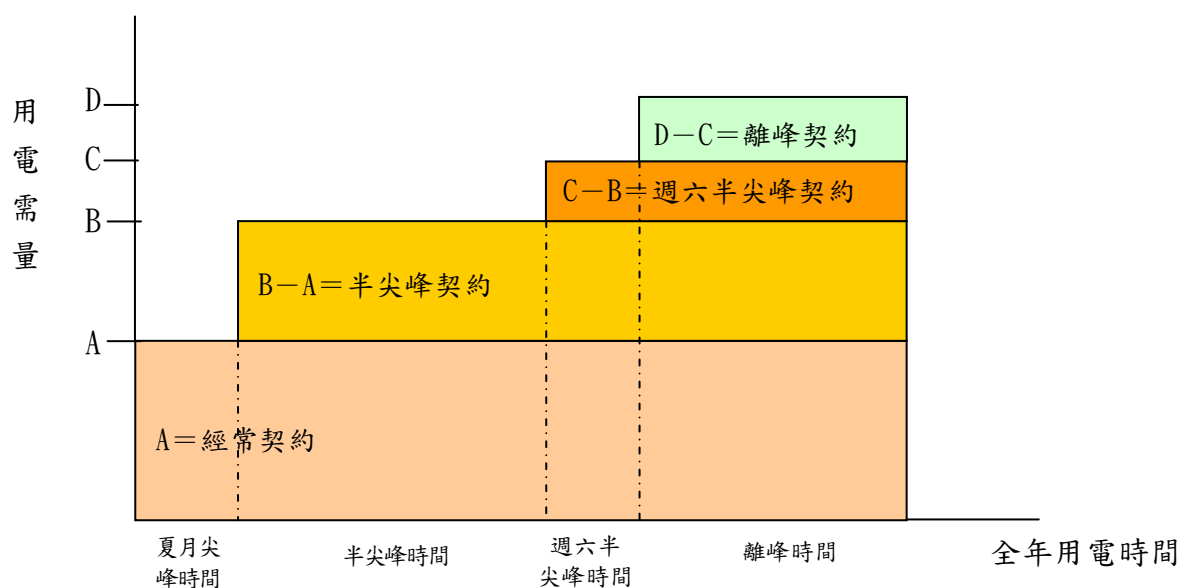 用
電
需
量
D
C
B
A
D－C＝離峰契約
C－B＝週六半尖峰契約
B－A＝半尖峰契約
A＝經常契約
夏月尖
峰時間
半尖峰時間
週六半
尖峰時間
離峰時間
全年用電時間